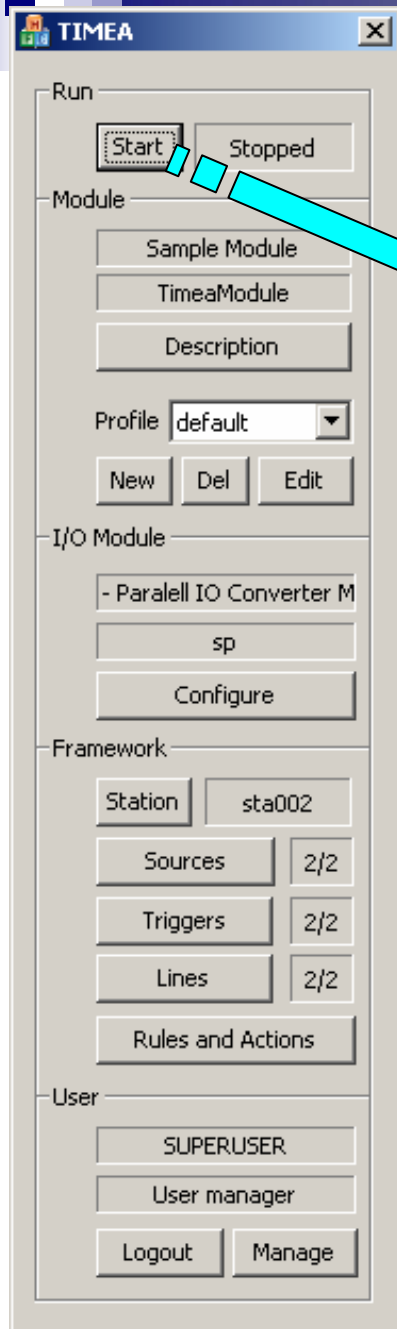 TIMEA
Run
Start Stopped
Module
Sample Module
TimeaModule
Description
Profile default
New Del Edit
I/O Module
- Paralell IO Converter M
sp
Configure
Framework
Station sta002
Sources 2/2
Triggers 2/2
Lines 2/2
Rules and Actions
User
SUPERUSER
User manager
Logout Manage